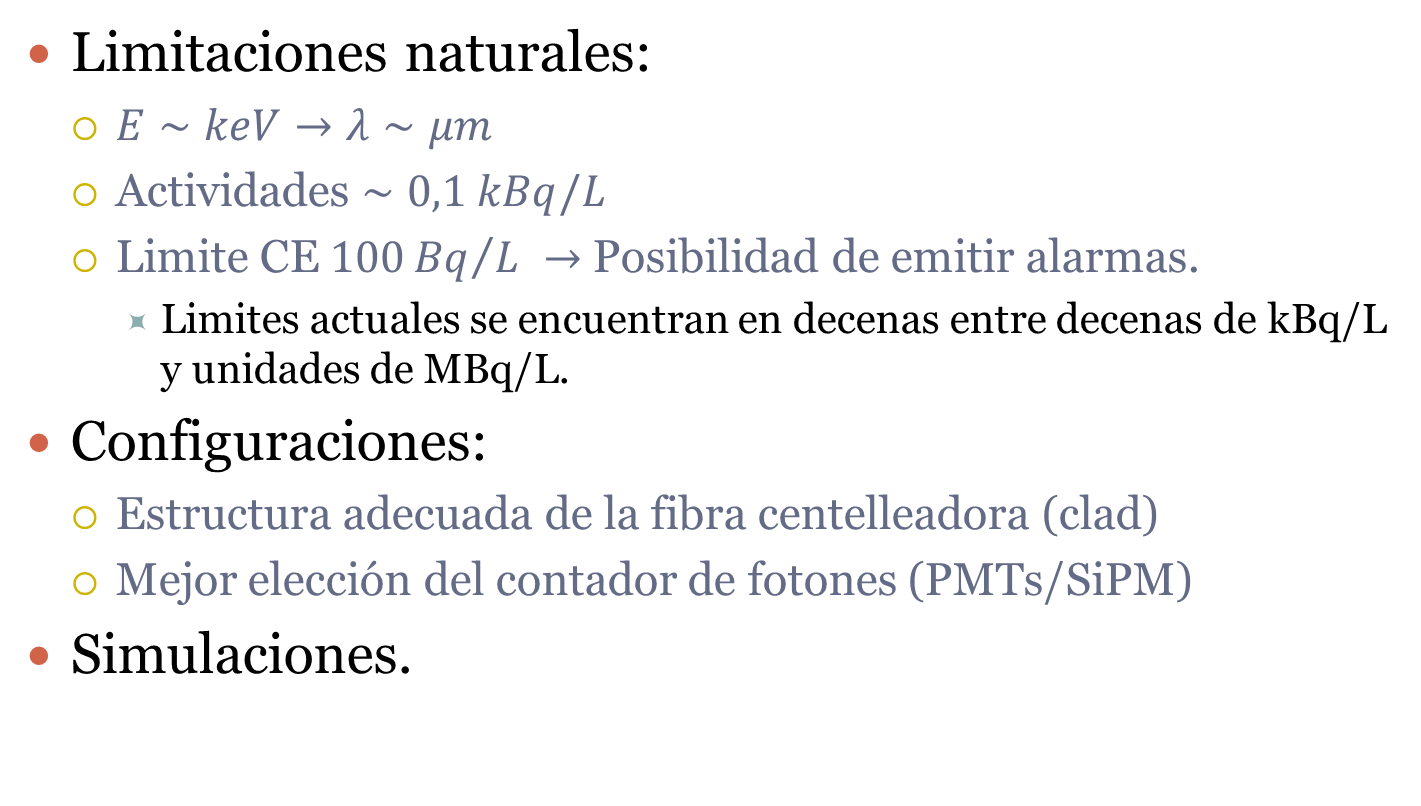 Limitaciones naturales:
E ~ keV → λ ~ μm
Actividades ~ 0,1 kBq/L
Limite CE 100 Bq/L → Posibilidad de emitir alarmas.
Limites actuales se encuentran en decenas entre decenas de kBq/L
y unidades de MBq/L.
Configuraciones:
Estructura adecuada de la fibra centelleadora (clad)
Mejor elección del contador de fotones (PMTs/SiPM)
Simulaciones.